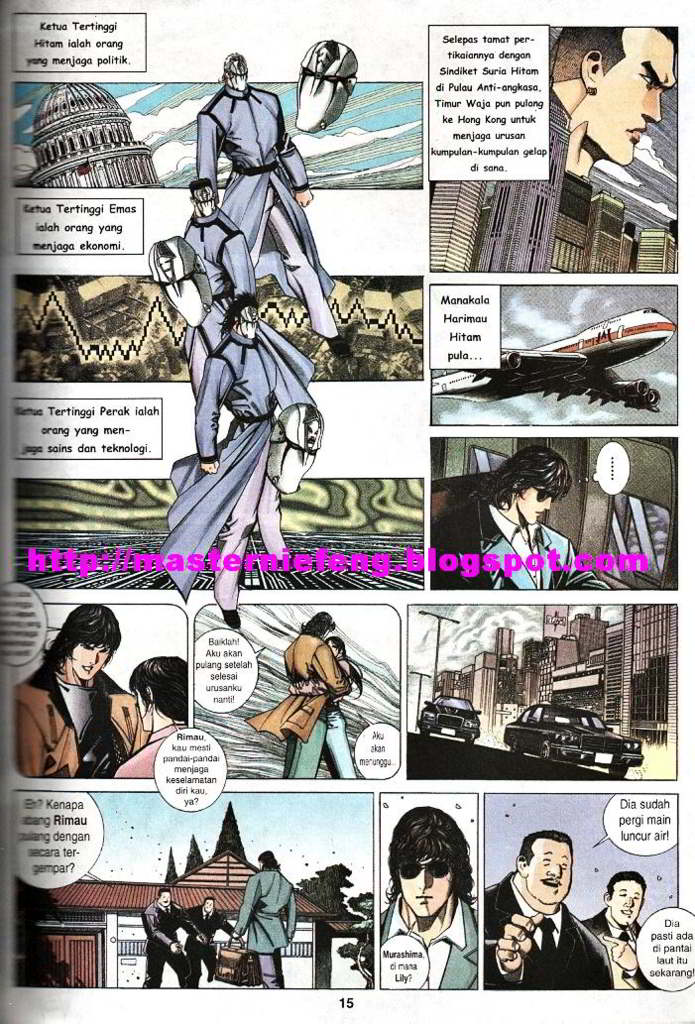 Ketua Tertinggi
Hitam ialah orang
yang menjaga politik.
Ketua Tertinggi Emas
ialah orang yang
menjaga ekonomi.
Ketua Tertinggi Perak ialah
orang yang men-
jaga sains dan teknologi.
Selepas tamat per-
tikaiannya dengan
Sindiket Suria Hitam
di Pulau Anti-angkasa,
Timur Waja pun pulang
ke Hong Kong untuk
menjaga urusan
kumpulan-kumpulan gelap
di sana.
Manakala
Harimau
Hitam
pula...
JAT
...
http://masterniefeng.blogspot.com
Rimau,
kau mesti
pandai-pandai
menjaga
keselamatan
diri kau,
ya?
Baiklah!
Aku akan
pulang setelah
selesai
urusanku
nanti!
Aku
akan
menunggu...
Eh? Kenapa
abang Rimau
pulang dengan
secara ter-
gempar?
Murashima,
di mana
Lily?
Dia sudah
pergi main
luncur air!
Dia
pasti ada
di pantai
laut itu
sekarang!
15